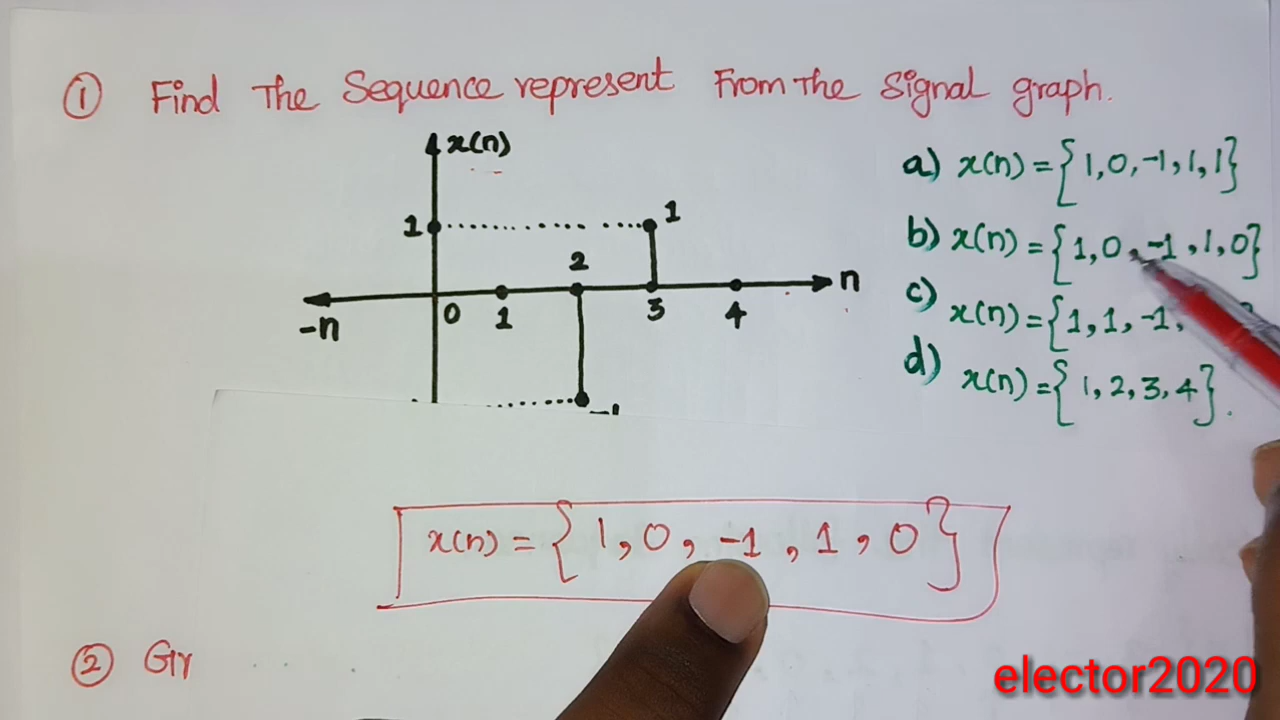 ① Find The Sequence represent From The Signal graph.
x(n)
1
1
2
n
-n
0 1 3 4
a) x(n) = {1, 0, -1, 1, 1}
b) x(n) = {1, 0, -1, 1, 0}
c) x(n) = {1, 1, -1,
d) x(n) = {1, 2, 3, 4}.
x(n) = {1, 0, -1, 1, 0}
②
elector2020